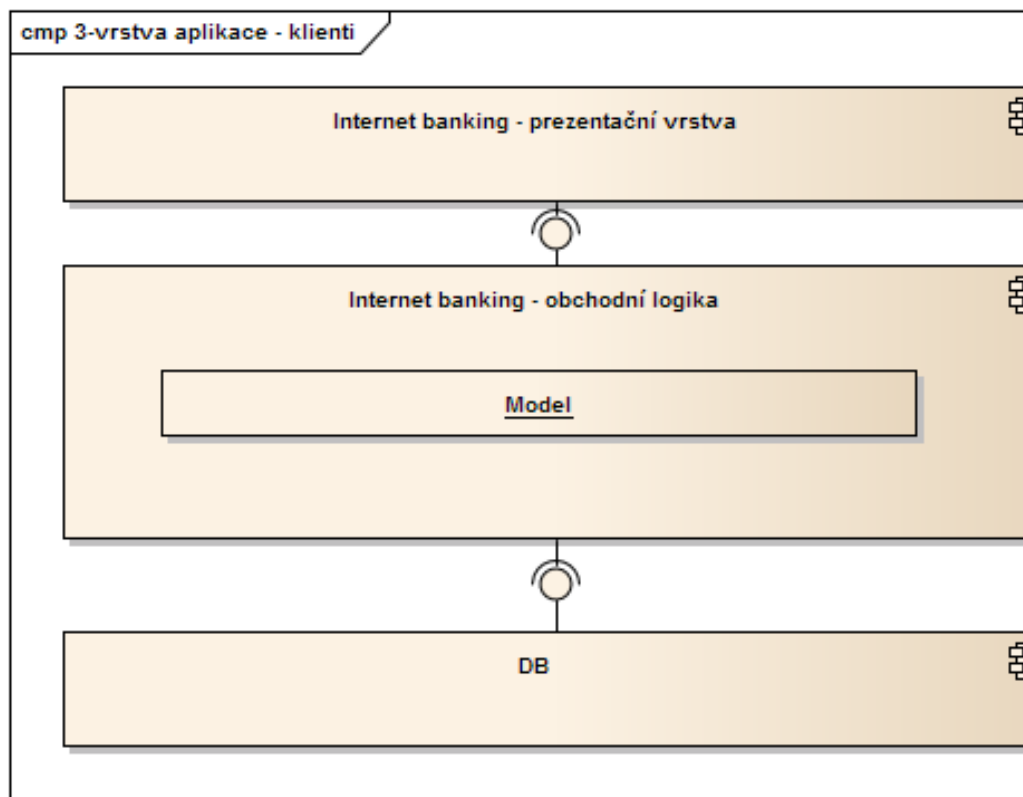 cmp 3-vrstva aplikace - klienti
Internet banking - prezentační vrstva
Internet banking - obchodní logika
Model
DB